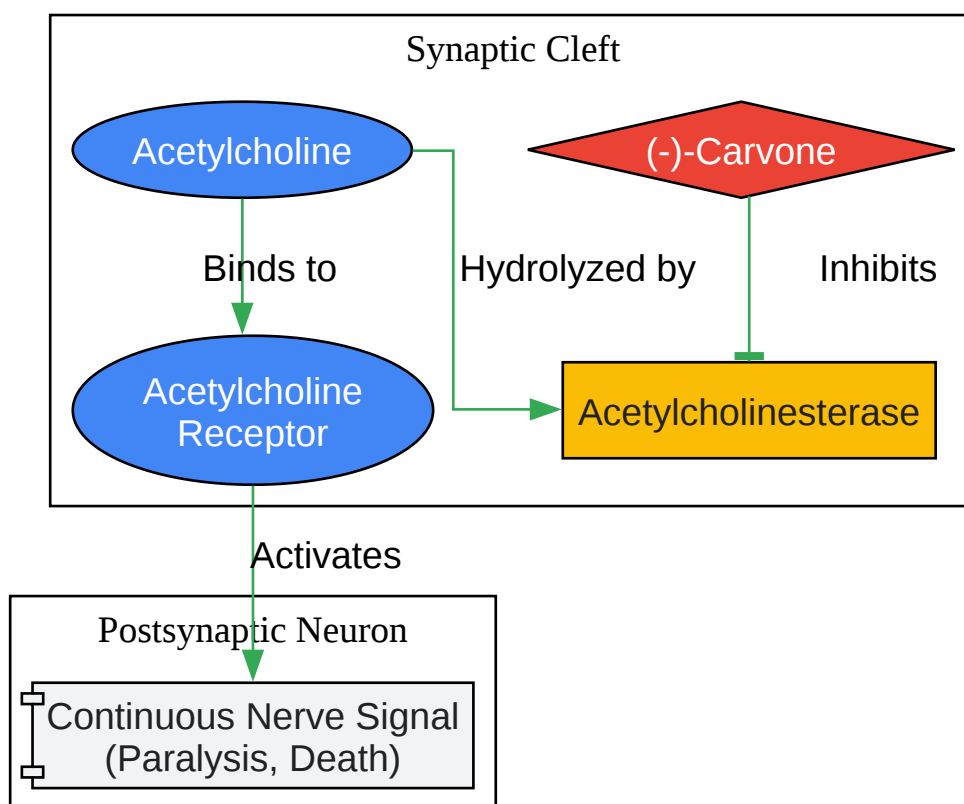 Synaptic Cleft
Acetylcholine
(-)-Carvone
Binds to
Hydrolyzed by
Inhibits
Acetylcholine
Receptor
Acetylcholinesterase
Activates
Postsynaptic Neuron
Continuous Nerve Signal
(Paralysis, Death)